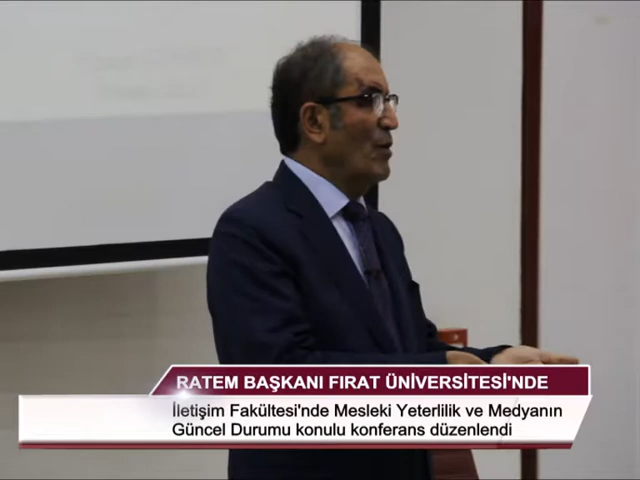 RATEM BAŞKANI FIRAT ÜNİVERSİTESİ'NDE
İletişim Fakültesi'nde Mesleki Yeterlilik ve Medyanın
Güncel Durumu konulu konferans düzenlendi